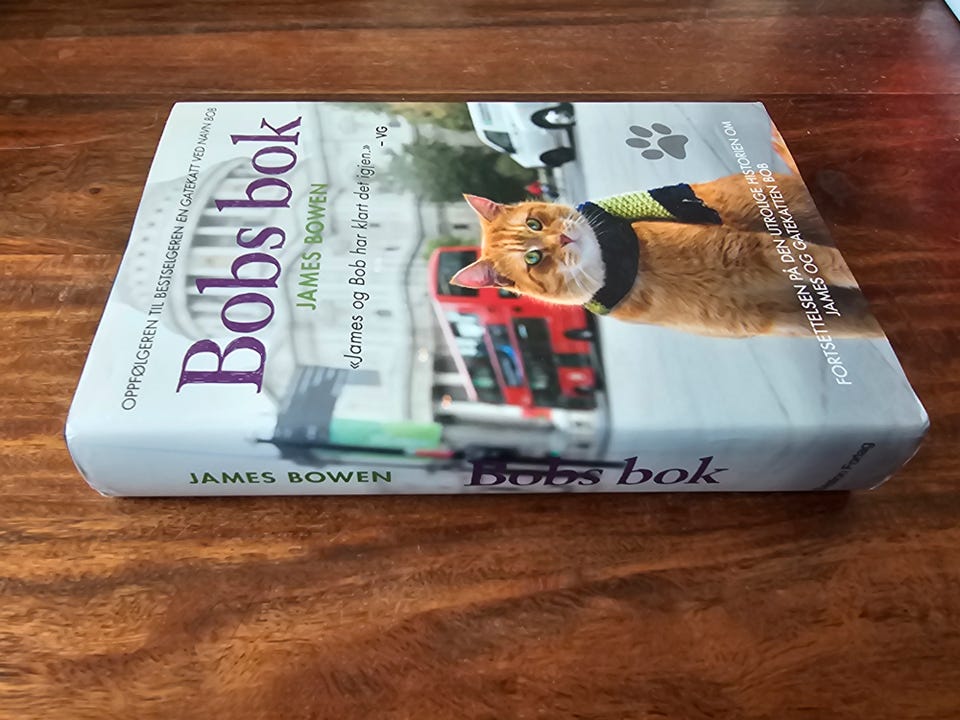 OPPFØLGEREN TIL BESTSELGEREN EN GATEKATT VED NAVN BOB
Bobs bok
JAMES BOWEN
«James og Bob har klart det igjen.»
– VG
FORTSETTELSEN PÅ DEN UTROLIGE HISTORIEN OM
JAMES OG GATEKATTEN BOB
JAMES BOWEN
Bobs bok
Forlag